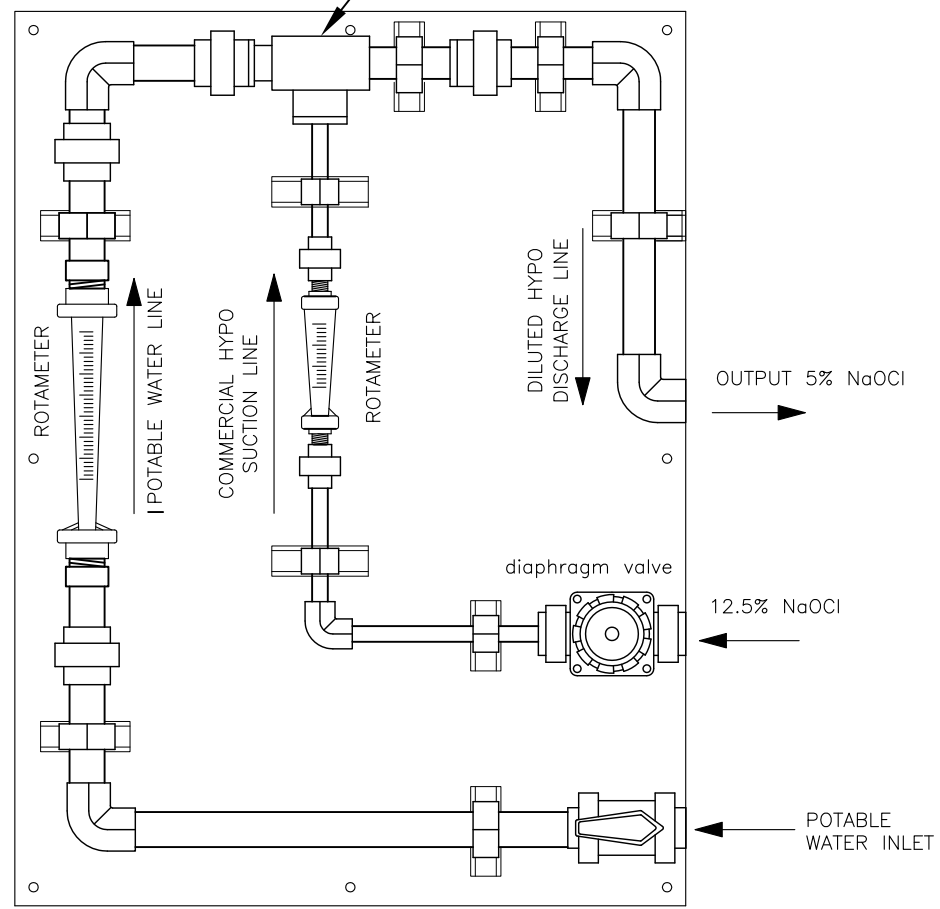 ROTAMETER
POTABLE WATER LINE
COMMERCIAL HYPO
SUCTION LINE
ROTAMETER
DILUTED HYPO
DISCHARGE LINE
OUTPUT 5% NaOCl
diaphragm valve
12.5% NaOCl
POTABLE
WATER INLET